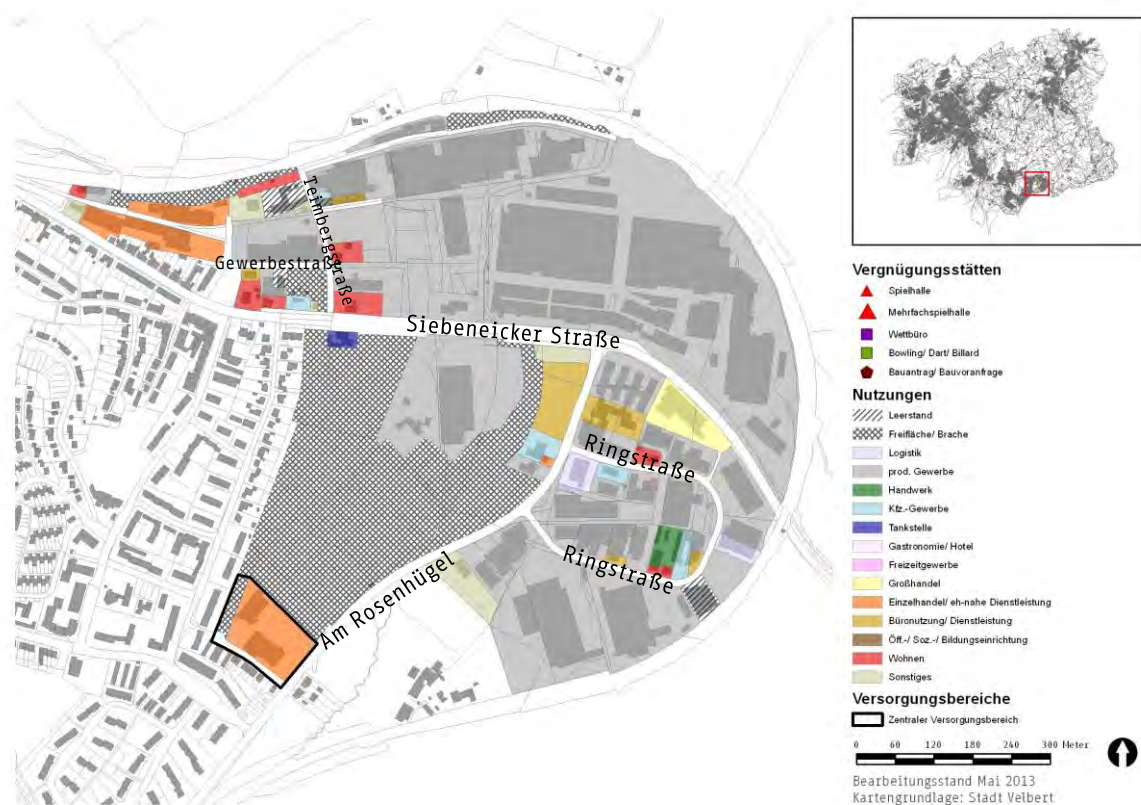 Teimbergstraße
Gewerbestraße
Siebeneicker Straße
Ringstraße
Ringstraße
Am Rosenhügel
Vergnügungsstätten
Spielhalle
Mehrfachspielhalle
Wettbüro
Bowling/ Dart/ Billard
Bauantrag/ Bauvoranfrage
Nutzungen
Leerstand
Freifläche/ Brache
Logistik
prod. Gewerbe
Handwerk
Kfz.-Gewerbe
Tankstelle
Gastronomie/ Hotel
Freizeitgewerbe
Großhandel
Einzelhandel/ eh-nahe Dienstleistung
Büronutzung/ Dienstleistung
Öff.-/ Soz.-/ Bildungseinrichtung
Wohnen
Sonstiges
Versorgungsbereiche
Zentraler Versorgungsbereich
0 60 120 180 240 300 Meter
Bearbeitungsstand Mai 2013
Kartengrundlage: Stadt Velbert